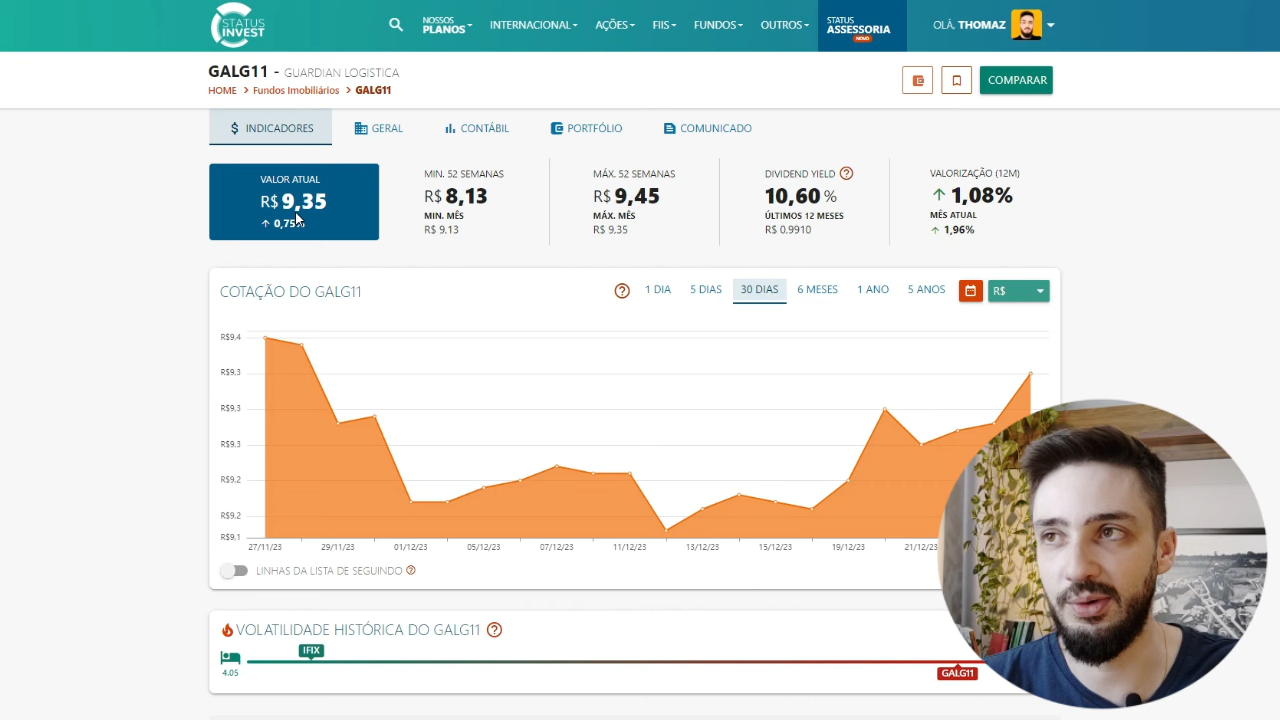 STATUS
INVEST
NOSSOS
PLANOS
INTERNACIONAL
AÇÕES
FIIS
FUNDOS
OUTROS
STATUS
ASSESSORIA
NOVO
OLÁ, THOMAZ
GALG11 - GUARDIAN LOGISTICA
HOME > Fundos Imobiliários > GALG11
COMPARAR
INDICADORES
GERAL
CONTÁBIL
PORTFÓLIO
COMUNICADO
VALOR ATUAL
R$ 9,35
↑ 0,75%
MIN. 52 SEMANAS
R$ 8,13
MIN. MÊS
R$ 9.13
MÁX. 52 SEMANAS
R$ 9,45
MÁX. MÊS
R$ 9.35
DIVIDEND YIELD ?
10,60 %
ÚLTIMOS 12 MESES
R$ 0.9910
VALORIZAÇÃO (12M)
↑ 1,08%
MÊS ATUAL
↑ 1,96%
COTAÇÃO DO GALG11
? 1 DIA 5 DIAS 30 DIAS 6 MESES 1 ANO 5 ANOS R$
R$9,4
R$9,3
R$9,3
R$9,3
R$9,2
R$9,2
R$9,1
27/11/23 29/11/23 01/12/23 05/12/23 07/12/23 11/12/23 13/12/23 15/12/23 19/12/23 21/12/23
LINHAS DA LISTA DE SEGUINDO ?
VOLATILIDADE HISTÓRICA DO GALG11 ?
IFIX
4.05
GALG11